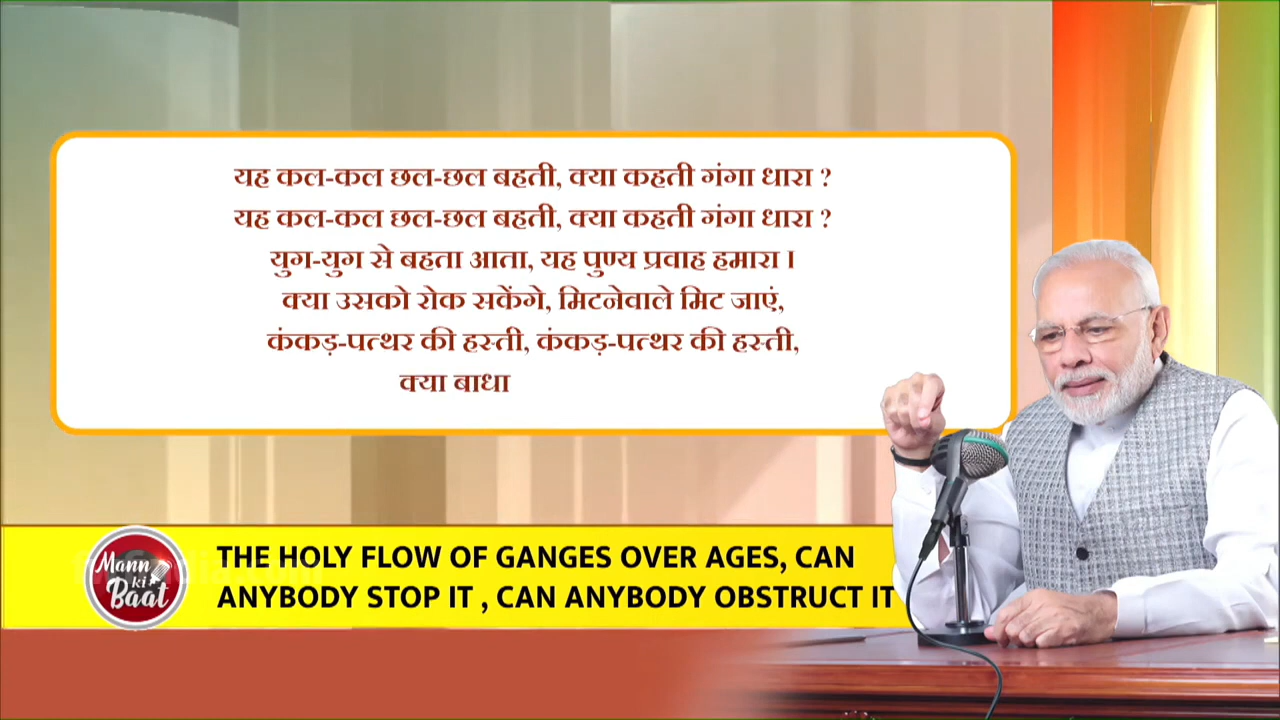 यह कल-कल छल-छल बहती, क्या कहती गंगा धारा ?
यह कल-कल छल-छल बहती, क्या कहती गंगा धारा ?
युग-युग से बहता आता, यह पुण्य प्रवाह हमारा ।
क्या उसको रोक सकेंगे, मिटनेवाले मिट जाएं,
कंकड़-पत्थर की हस्ती, कंकड़-पत्थर की हस्ती,
क्या बाधा
Mann
ki
Baat
THE HOLY FLOW OF GANGES OVER AGES, CAN
ANYBODY STOP IT , CAN ANYBODY OBSTRUCT IT